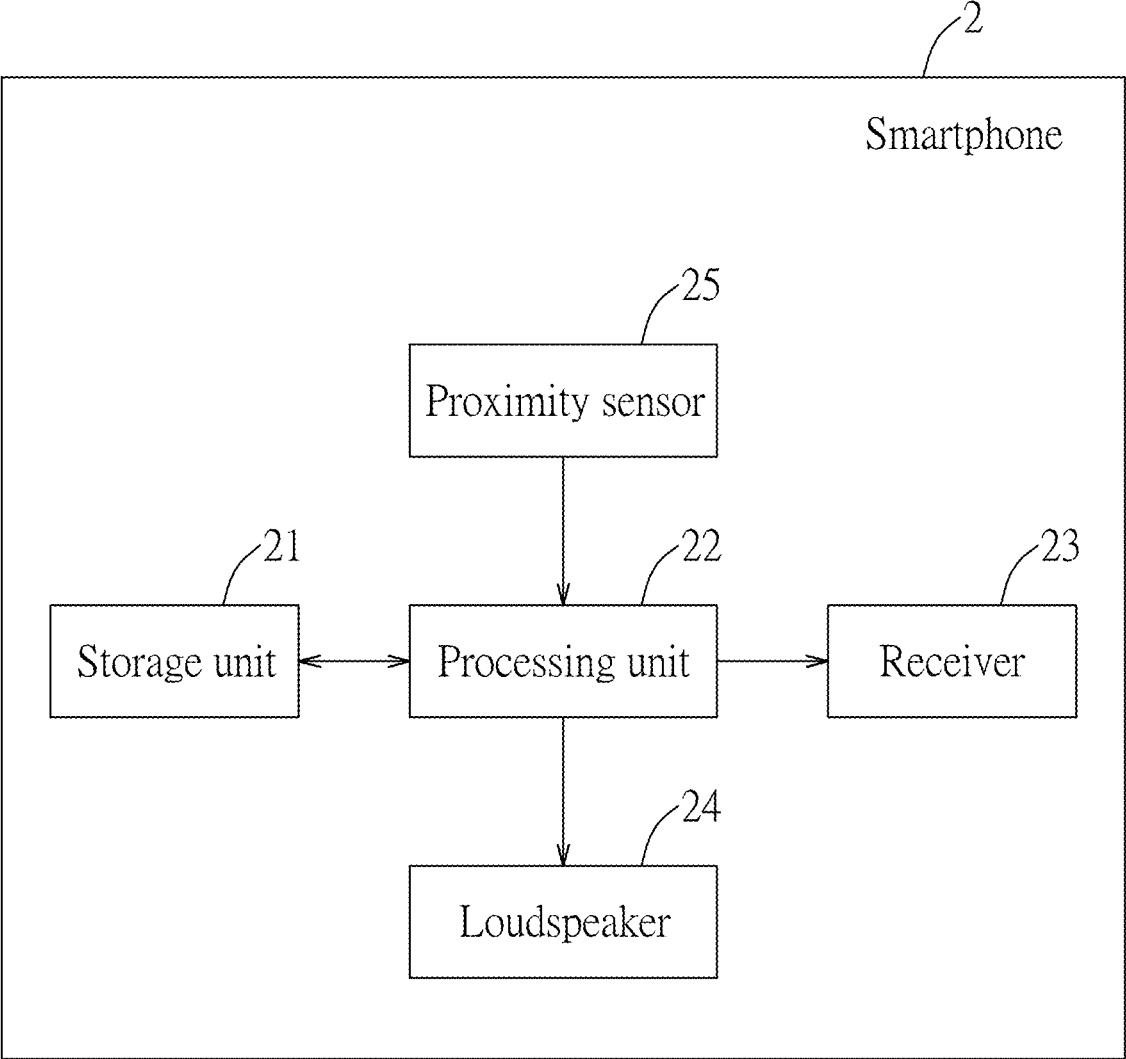 2
Smartphone
25
Proximity sensor
21
22
23
Storage unit
Processing unit
Receiver
24
Loudspeaker